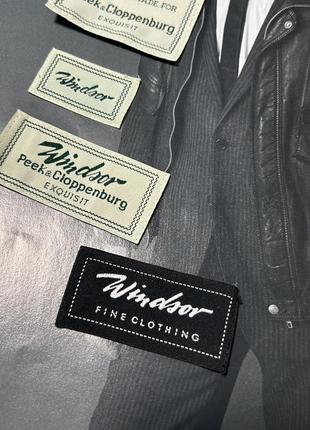 MADE FOR
Peek&Cloppenburg
EXQUISIT
Windsor
Windsor
Peek&Cloppenburg
EXQUISIT
Windsor
FINE CLOTHING